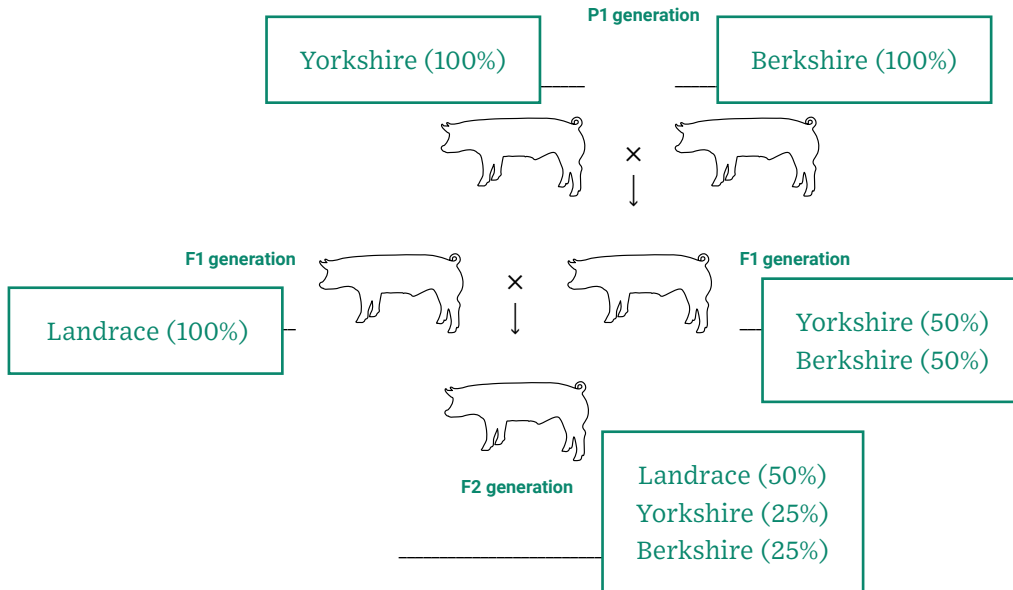 P1 generation
Yorkshire (100%)
Berkshire (100%)
×
F1 generation
F1 generation
×
Landrace (100%)
Yorkshire (50%)
Berkshire (50%)
F2 generation
Landrace (50%)
Yorkshire (25%)
Berkshire (25%)